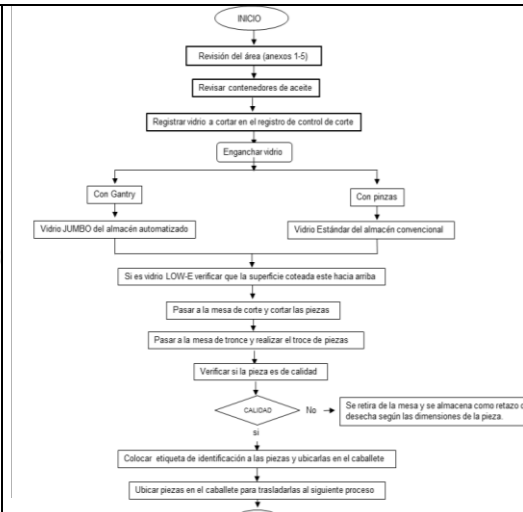 INICIO
Revisión del área (anexos 1-5)
Revisar contenedores de aceite
Registrar vidrio a cortar en el registro de control de corte
Enganchar vidrio
Con Gantry
Con pinzas
Vidrio JUMBO del almacén automatizado
Vidrio Estándar del almacén convencional
Si es vidrio LOW-E verificar que la superficie coteada este hacia arriba
Pasar a la mesa de corte y cortar las piezas
Pasar a la mesa de tronce y realizar el troce de piezas
Verificar si la pieza es de calidad
CALIDAD
No
Se retira de la mesa y se almacena como retazo o
desecha según las dimensiones de la pieza.
si
Colocar etiqueta de identificación a las piezas y ubicarlas en el caballete
Ubicar piezas en el caballete para trasladarlas al siguiente proceso